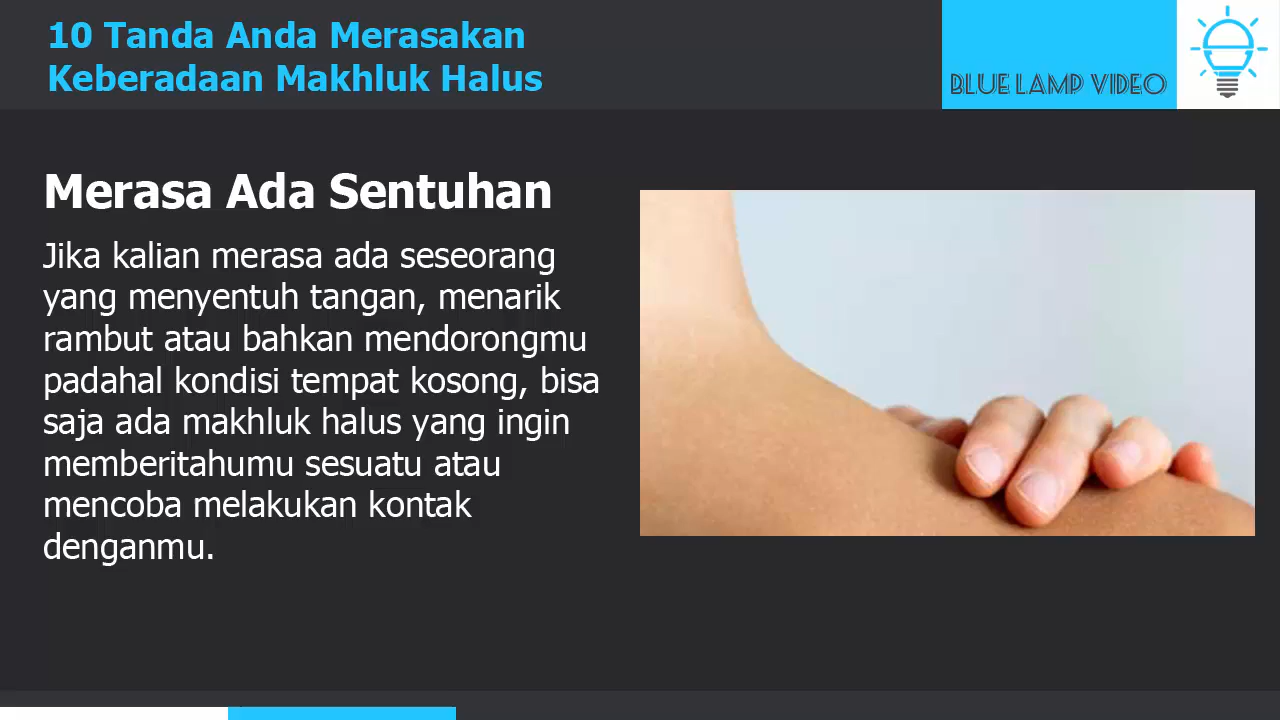 10 Tanda Anda Merasakan
Keberadaan Makhluk Halus
BLUE LAMP VIDEO
Merasa Ada Sentuhan
Jika kalian merasa ada seseorang
yang menyentuh tangan, menarik
rambut atau bahkan mendorongmu
padahal kondisi tempat kosong, bisa
saja ada makhluk halus yang ingin
memberitahumu sesuatu atau
mencoba melakukan kontak
denganmu.